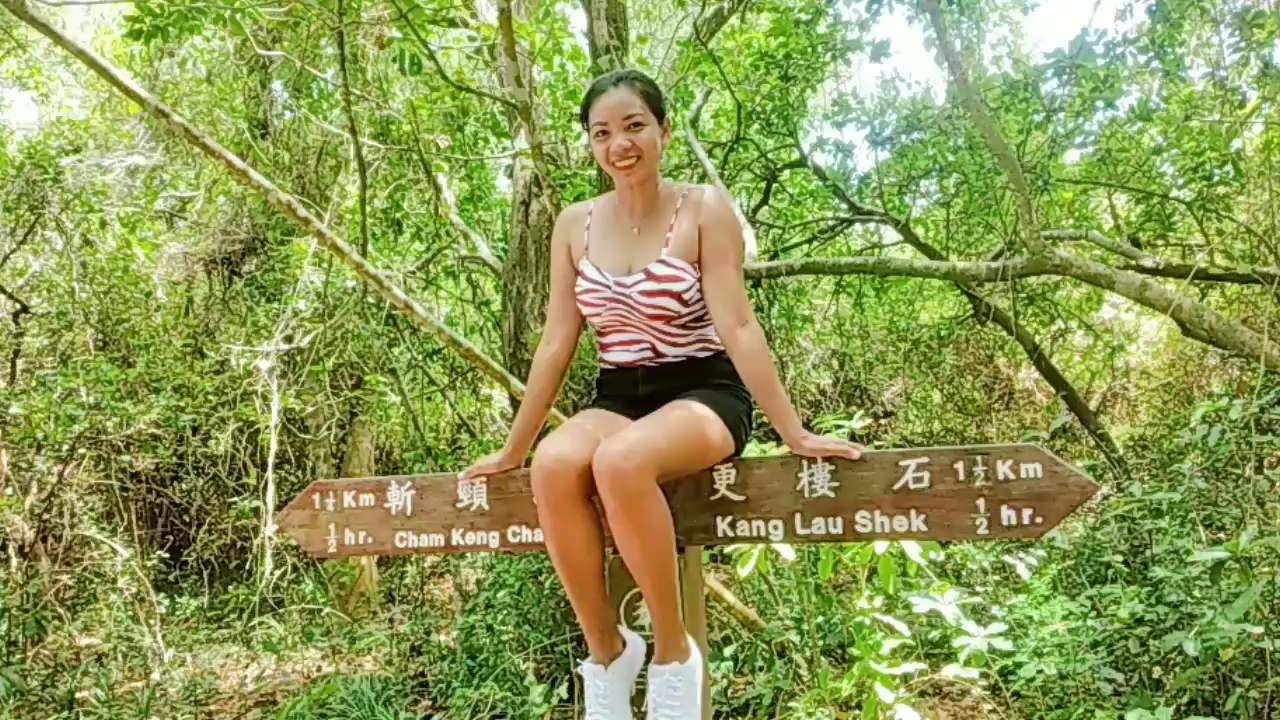 1¼ Km 斬 頸
½ hr. Cham Keng Cha
更 樓 石 1½ Km
Kang Lau Shek ½ hr.